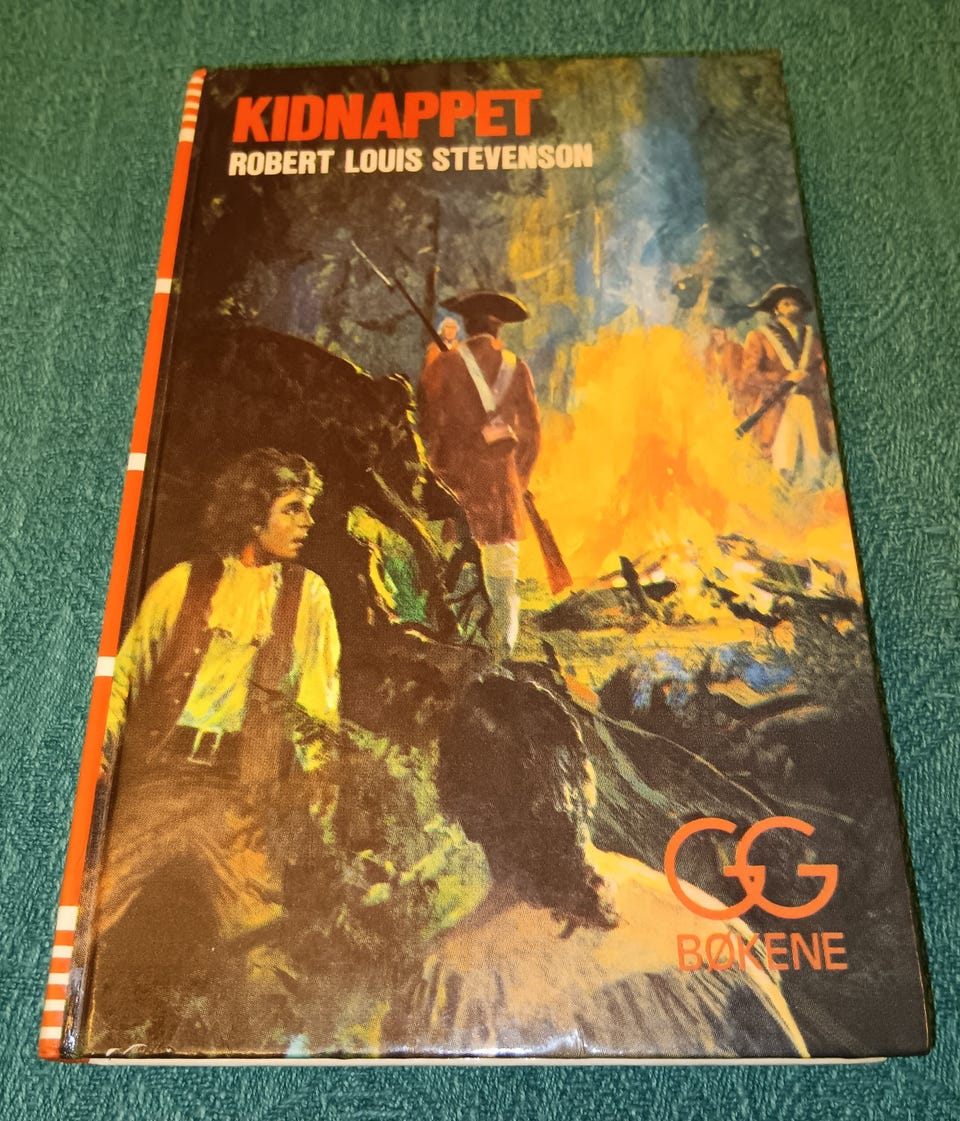 KIDNAPPET
ROBERT LOUIS STEVENSON
GG
BØKENE